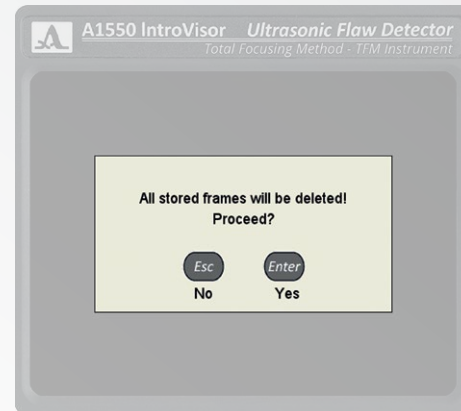 A1550 IntroVisor Ultrasonic Flaw Detector
Total Focusing Method - TFM Instrument
All stored frames will be deleted!
Proceed?
Esc Enter
No Yes